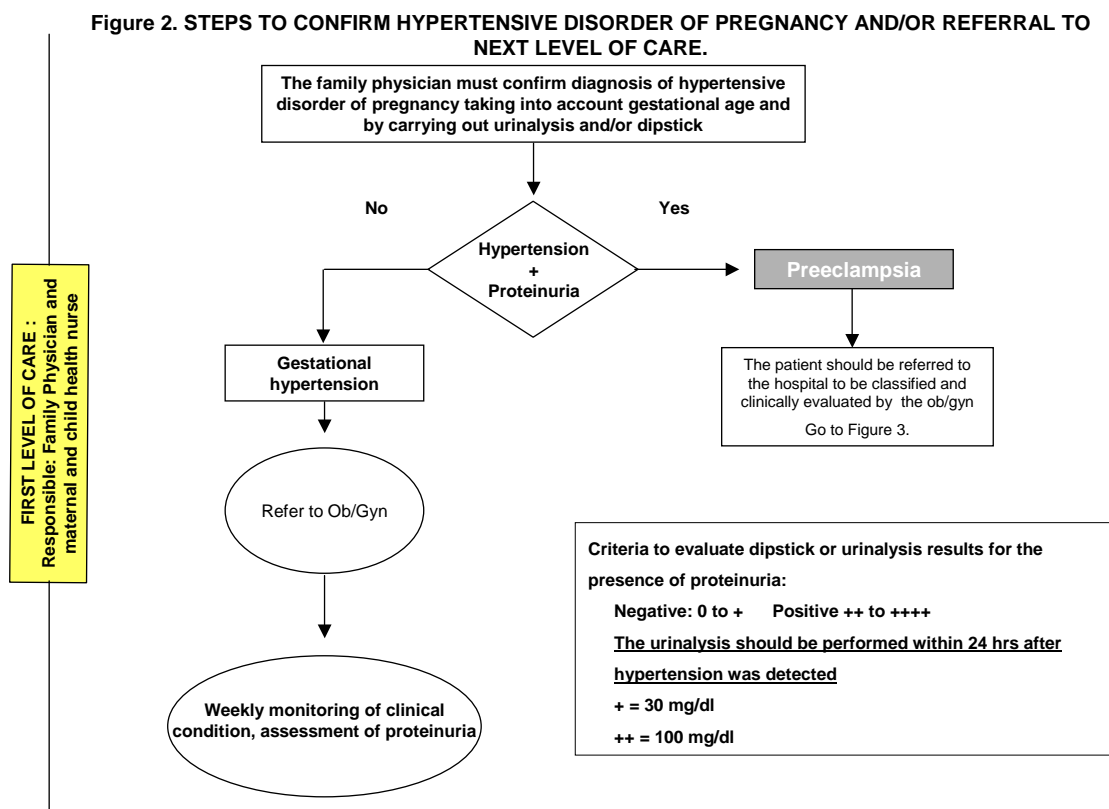 Figure 2. STEPS TO CONFIRM HYPERTENSIVE DISORDER OF PREGNANCY AND/OR REFERRAL TO
NEXT LEVEL OF CARE.
The family physician must confirm diagnosis of hypertensive
disorder of pregnancy taking into account gestational age and
by carrying out urinalysis and/or dipstick
No
Yes
Hypertension
+
Proteinuria
Preeclampsia
Gestational
hypertension
The patient should be referred to
the hospital to be classified and
clinically evaluated by the ob/gyn
Go to Figure 3.
FIRST LEVEL OF CARE :
Responsible: Family Physician and
maternal and child health nurse
Refer to Ob/Gyn
Weekly monitoring of clinical
condition, assessment of proteinuria
Criteria to evaluate dipstick or urinalysis results for the
presence of proteinuria:
Negative: 0 to + Positive ++ to ++++
The urinalysis should be performed within 24 hrs after
hypertension was detected
+ = 30 mg/dl
++ = 100 mg/dl